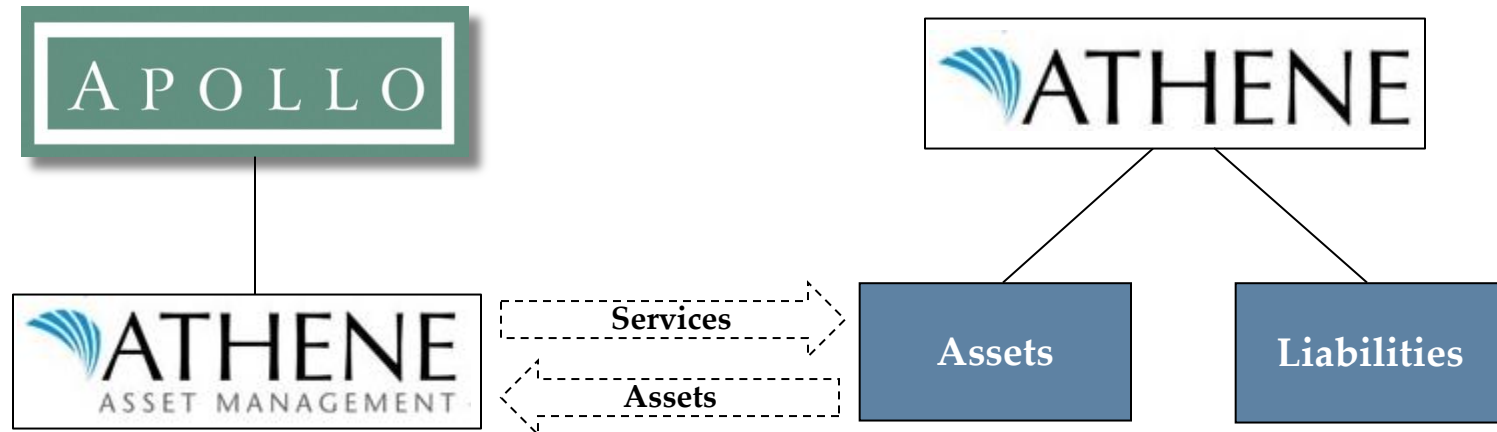 APOLLO
ATHENE
ATHENE
ASSET MANAGEMENT
Services
Assets
Assets
Liabilities